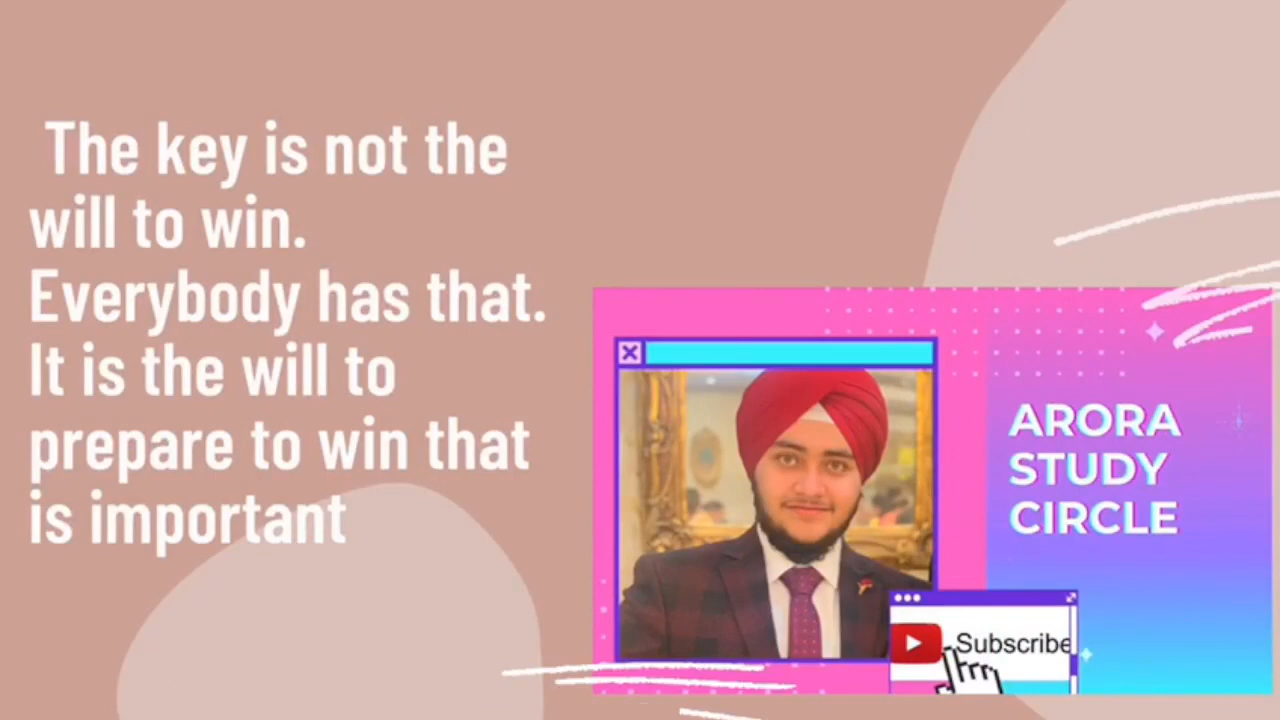 The key is not the
will to win.
Everybody has that.
It is the will to
prepare to win that
is important
ARORA
STUDY
CIRCLE
Subscribe